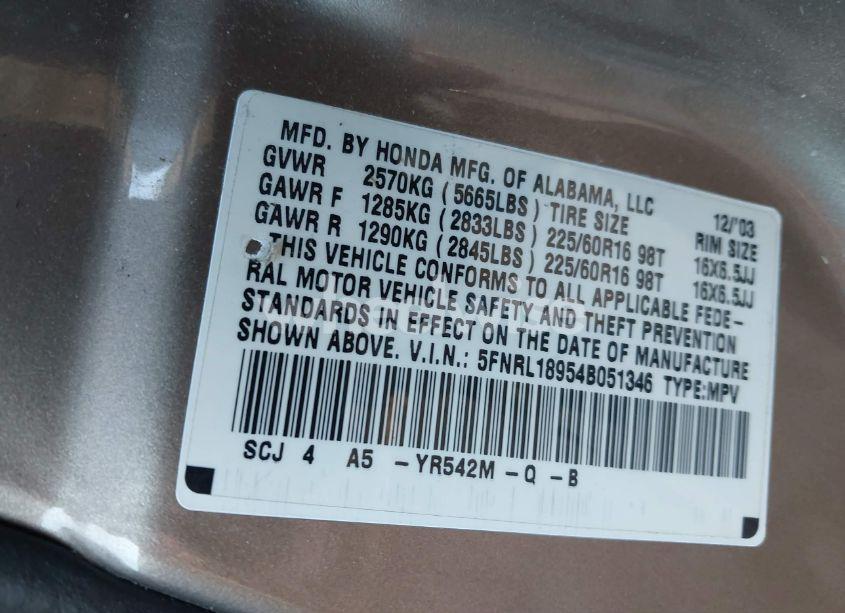 MFD. BY HONDA MFG. OF ALABAMA, LLC 12/'03
GVWR 2570KG ( 5665LBS ) TIRE SIZE RIM SIZE
GAWR F 1285KG ( 2833LBS ) 225/60R16 98T 16X6.5JJ
GAWR R 1290KG ( 2845LBS ) 225/60R16 98T 16X6.5JJ
THIS VEHICLE CONFORMS TO ALL APPLICABLE FEDE-
RAL MOTOR VEHICLE SAFETY AND THEFT PREVENTION
STANDARDS IN EFFECT ON THE DATE OF MANUFACTURE
SHOWN ABOVE. V.I.N.: 5FNRL18954B051346 TYPE:MPV
SCJ 4 A5 -YR542M -Q -B